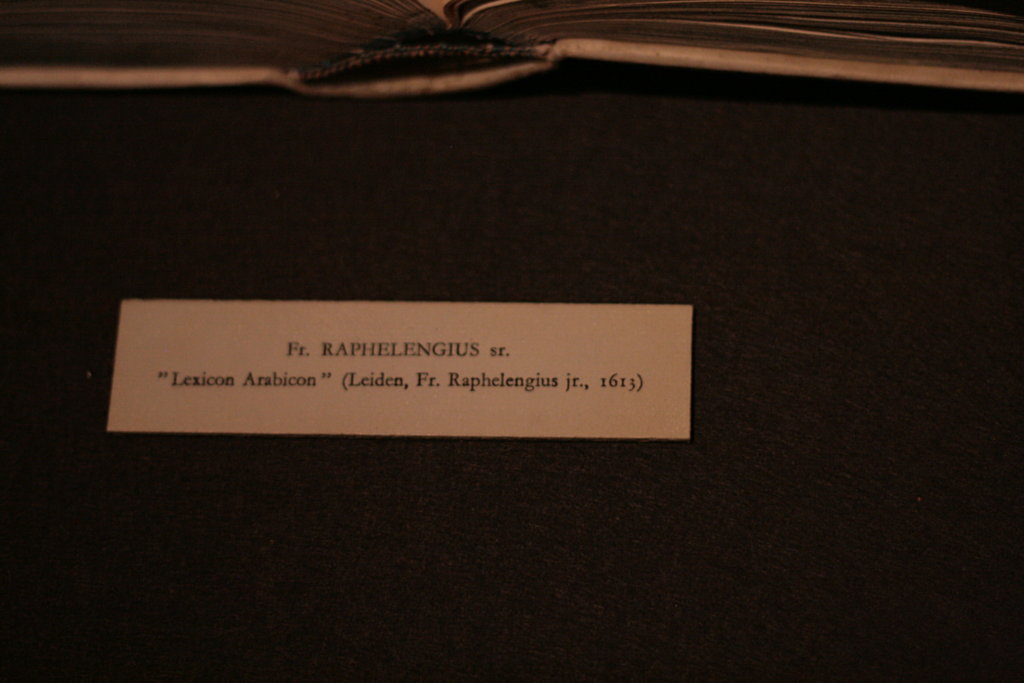 Fr. RAPHELENGIUS sr.
"Lexicon Arabicon" (Leiden, Fr. Raphelengius jr., 1613)